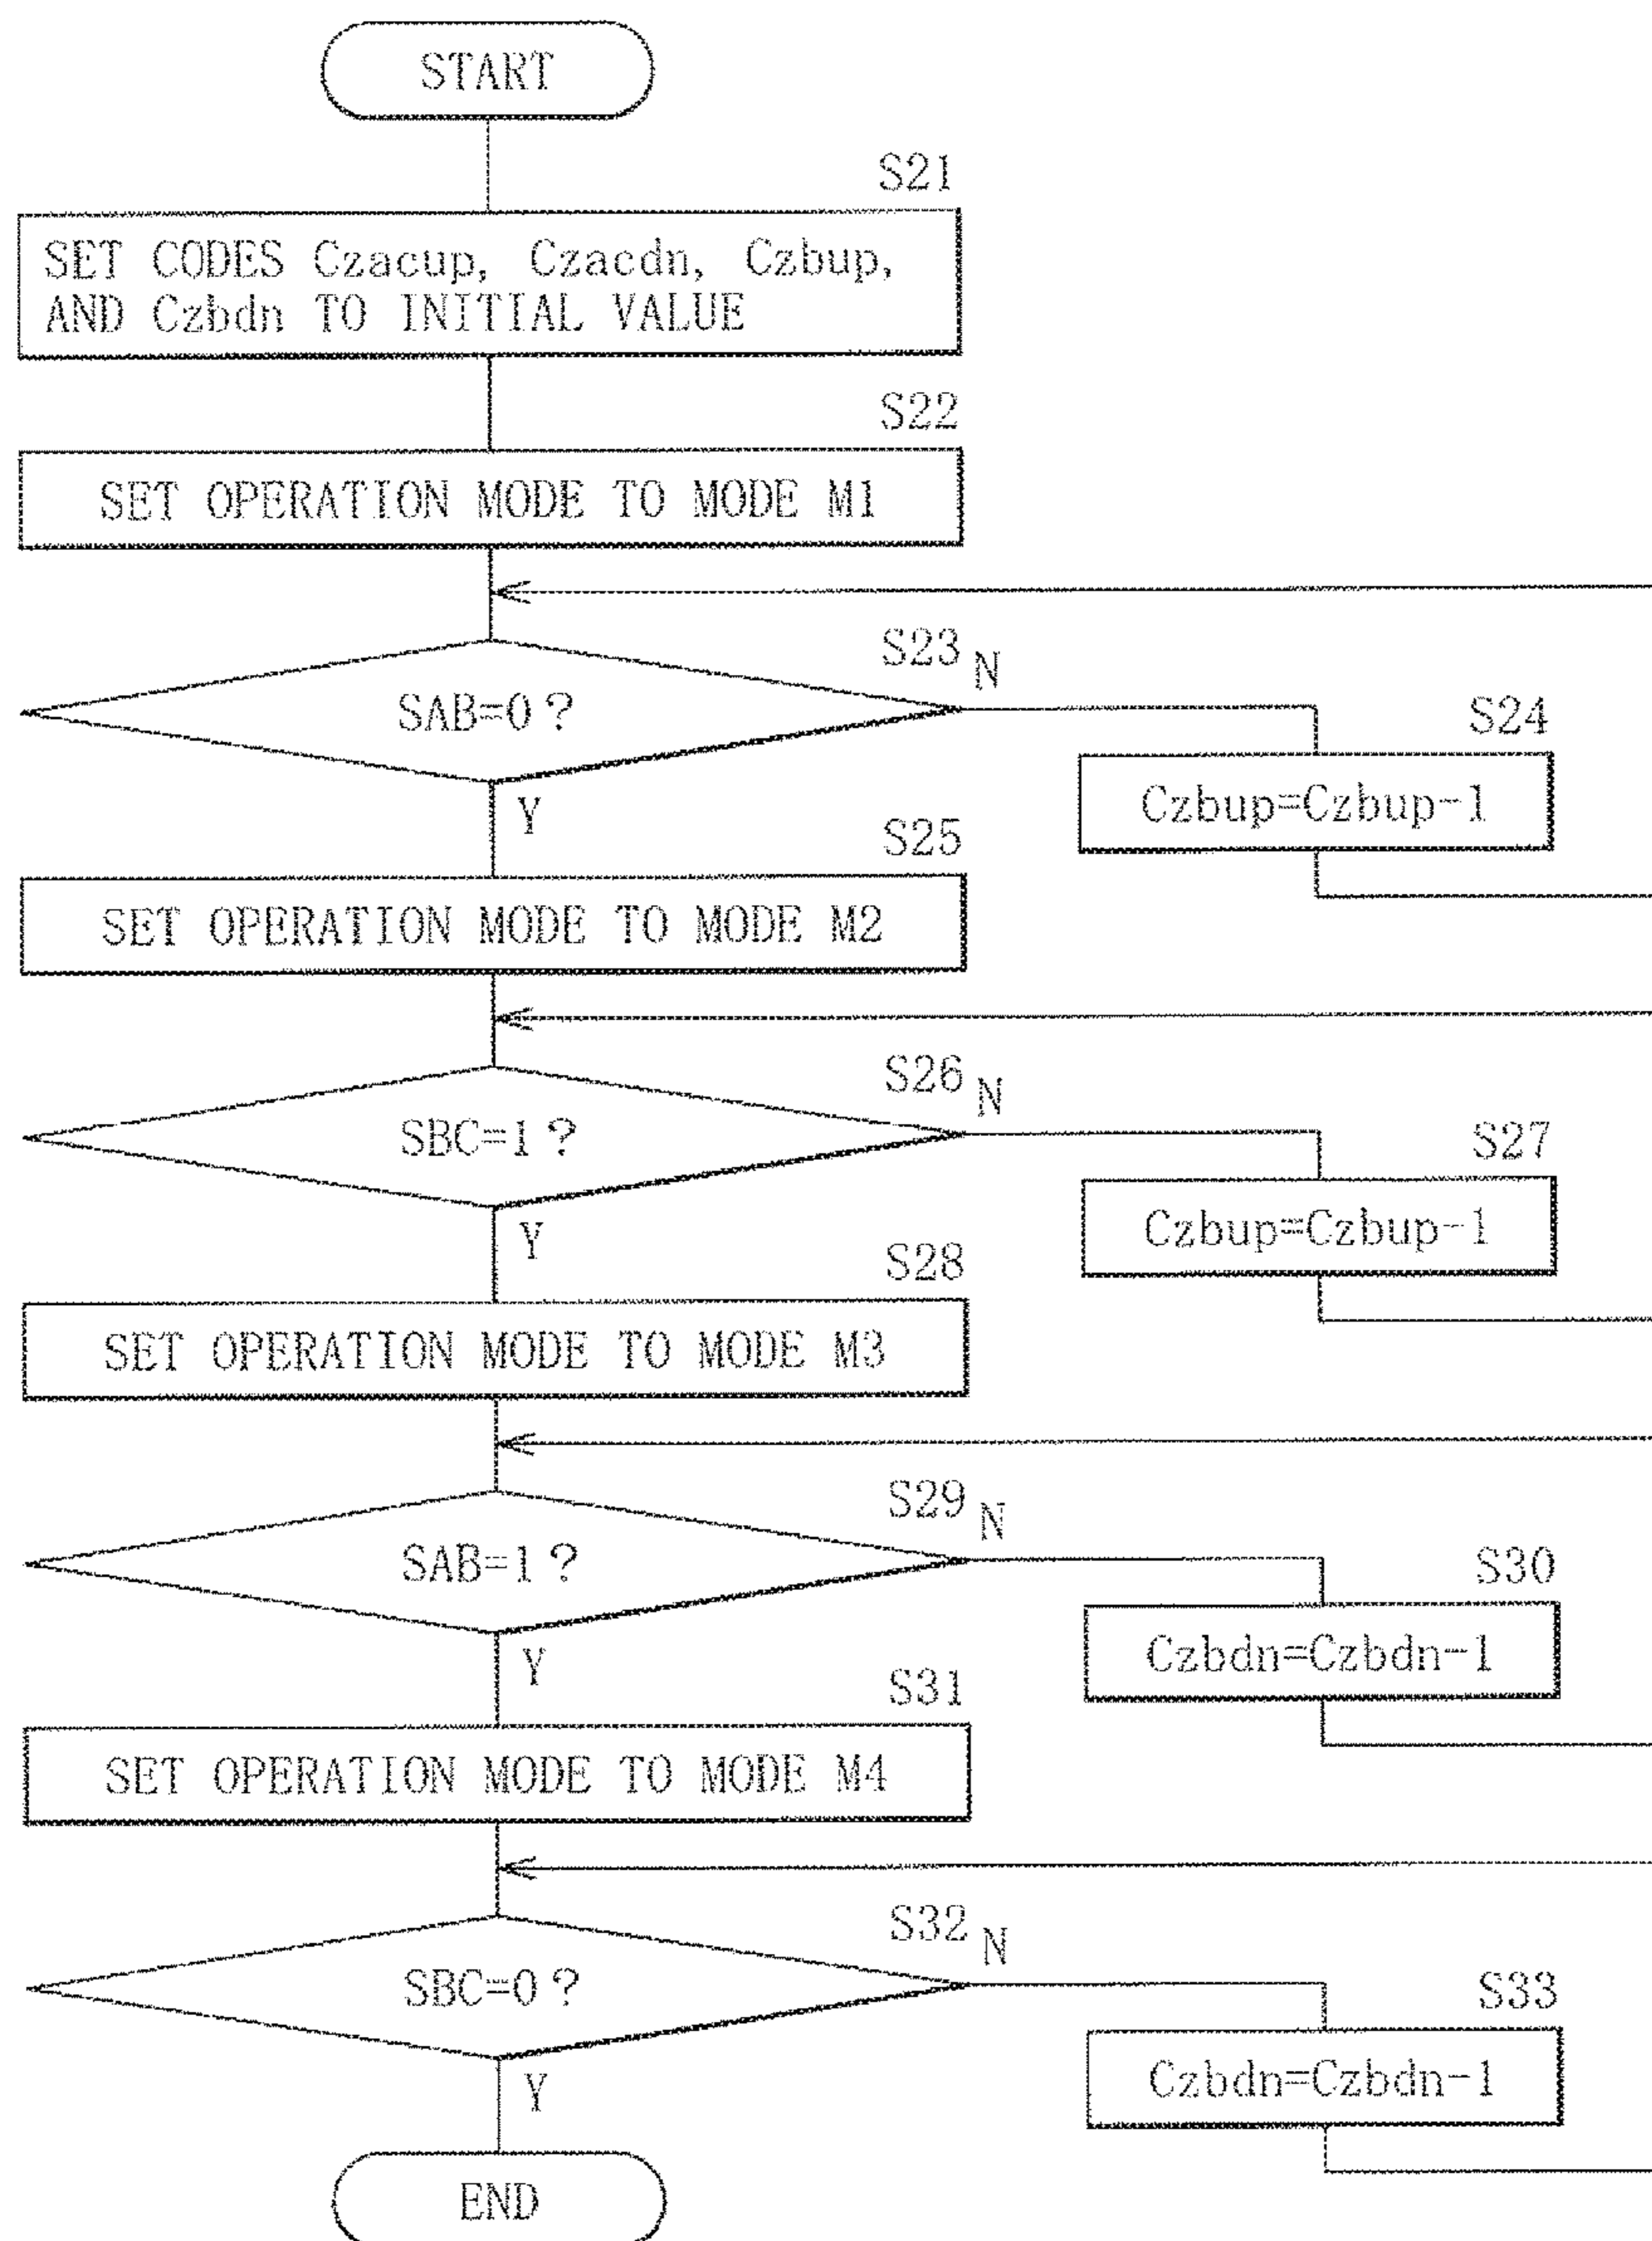 START
S21
SET CODES Czacup, Czacdn, Czbup,
AND Czbdn TO INITIAL VALUE
S22
SET OPERATION MODE TO MODE M1
S23
N
SAB=0?
S24
Czbup=Czbup-1
Y
S25
SET OPERATION MODE TO MODE M2
S26
N
SBC=1?
S27
Czbup=Czbup-1
Y
S28
SET OPERATION MODE TO MODE M3
S29
N
SAB=1?
S30
Czbdn=Czbdn-1
Y
S31
SET OPERATION MODE TO MODE M4
S32
N
SBC=0?
S33
Czbdn=Czbdn-1
Y
END